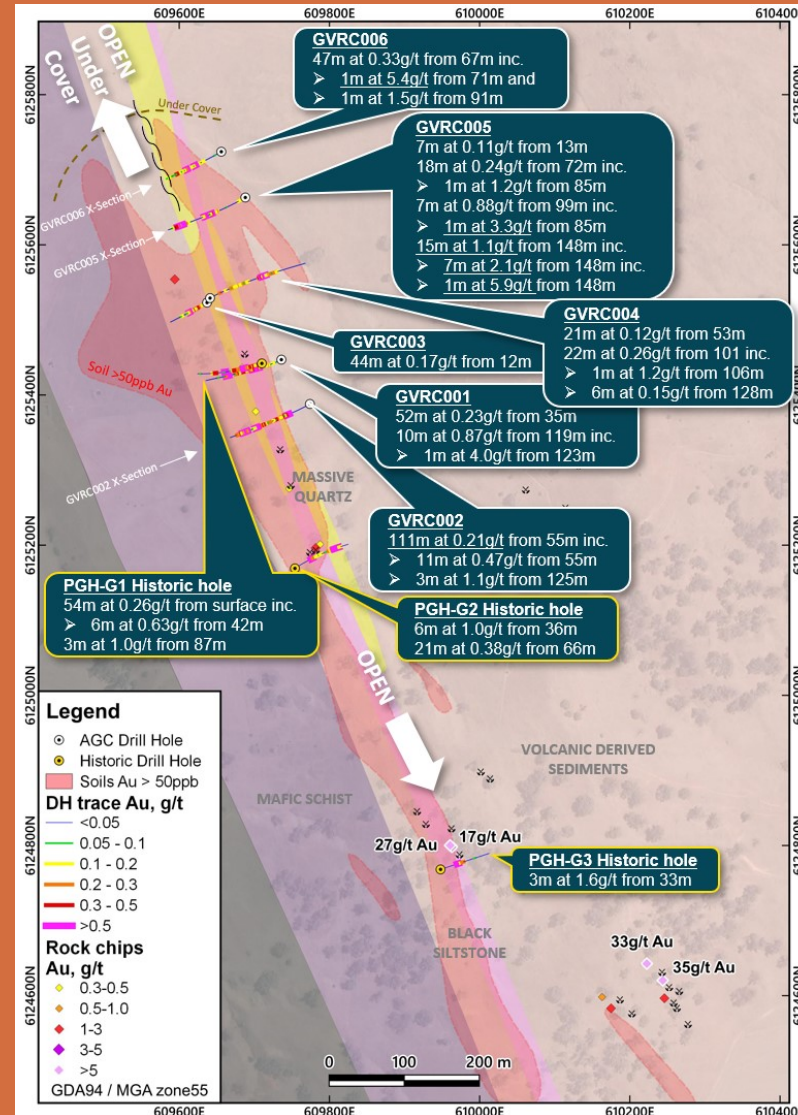 609600E
609800E
610000E
610200E
610400
6125800N
6125600N
6125400N
6125200N
6125000N
6124800N
6124600N
OPEN
Under
Cover
Under Cover
GVRC006
47m at 0.33g/t from 67m inc.
➢ 1m at 5.4g/t from 71m and
➢ 1m at 1.5g/t from 91m
GVRC005
7m at 0.11g/t from 13m
18m at 0.24g/t from 72m inc.
➢ 1m at 1.2g/t from 85m
7m at 0.88g/t from 99m inc.
➢ 1m at 3.3g/t from 85m
15m at 1.1g/t from 148m inc.
➢ 7m at 2.1g/t from 148m inc.
➢ 1m at 5.9g/t from 148m
GVRC006 X-Section
GVRC005 X-Section
GVRC004
21m at 0.12g/t from 53m
22m at 0.26g/t from 101 inc.
➢ 1m at 1.2g/t from 106m
➢ 6m at 0.15g/t from 128m
GVRC003
44m at 0.17g/t from 12m
Soil >50ppb Au
GVRC001
52m at 0.23g/t from 35m
10m at 0.87g/t from 119m inc.
➢ 1m at 4.0g/t from 123m
GVRC002 X-Section
MASSIVE
QUARTZ
GVRC002
111m at 0.21g/t from 55m inc.
➢ 11m at 0.47g/t from 55m
➢ 3m at 1.1g/t from 125m
PGH-G1 Historic hole
54m at 0.26g/t from surface inc.
➢ 6m at 0.63g/t from 42m
3m at 1.0g/t from 87m
PGH-G2 Historic hole
6m at 1.0g/t from 36m
21m at 0.38g/t from 66m
OPEN
VOLCANIC DERIVED
SEDIMENTS
MAFIC SCHIST
27g/t Au
17g/t Au
PGH-G3 Historic hole
3m at 1.6g/t from 33m
BLACK
SILTSTONE
33g/t Au
35g/t Au
Legend
AGC Drill Hole
Historic Drill Hole
Soils Au > 50ppb
DH trace Au, g/t
<0.05
0.05 - 0.1
0.1 - 0.2
0.2 - 0.3
0.3 - 0.5
>0.5
Rock chips
Au, g/t
0.3-0.5
0.5-1.0
1-3
3-5
>5
GDA94 / MGA zone55
0 100 200 m
6125800N
6125600N
6125400N
6125200N
6125000N
6124800N
6124600N
609600E
609800E
610000E
610200E
610400